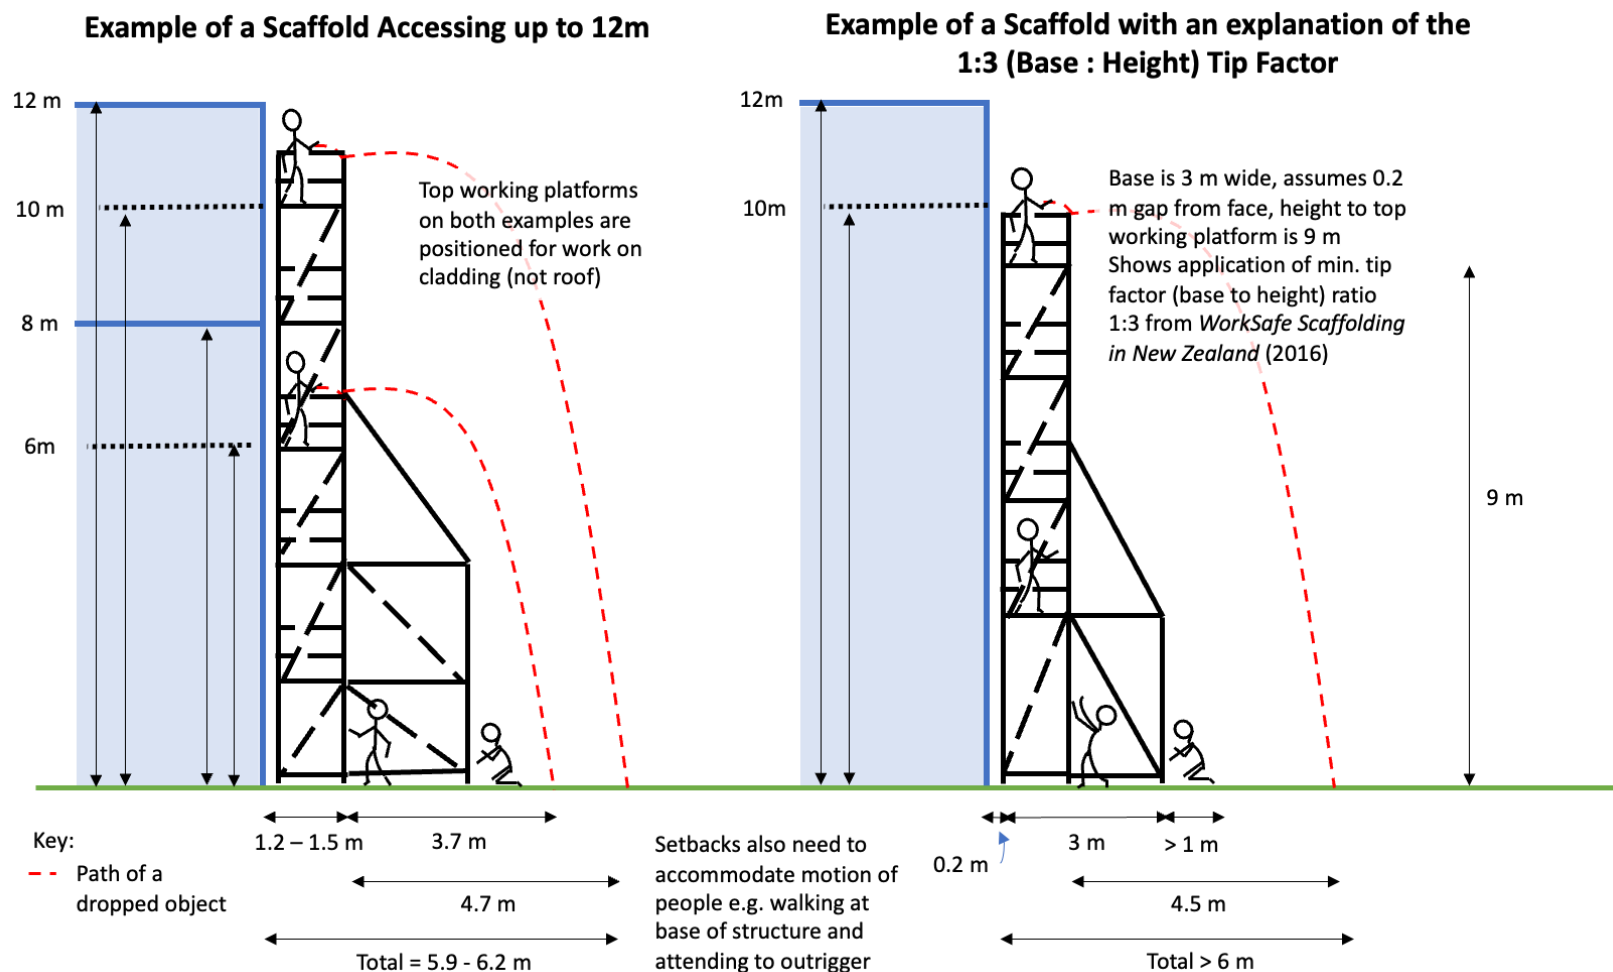 Example of a Scaffold Accessing up to 12m
12 m
10 m
8 m
6m
Top working platforms
on both examples are
positioned for work on
cladding (not roof)
1.2 – 1.5 m
3.7 m
4.7 m
Total = 5.9 - 6.2 m
Key:
Path of a
dropped object
Setbacks also need to
accommodate motion of
people e.g. walking at
base of structure and
attending to outrigger
Example of a Scaffold with an explanation of the
1:3 (Base : Height) Tip Factor
12m
10m
Base is 3 m wide, assumes 0.2
m gap from face, height to top
working platform is 9 m
Shows application of min. tip
factor (base to height) ratio
1:3 from WorkSafe Scaffolding
in New Zealand (2016)
9 m
0.2 m
3 m
> 1 m
4.5 m
Total > 6 m